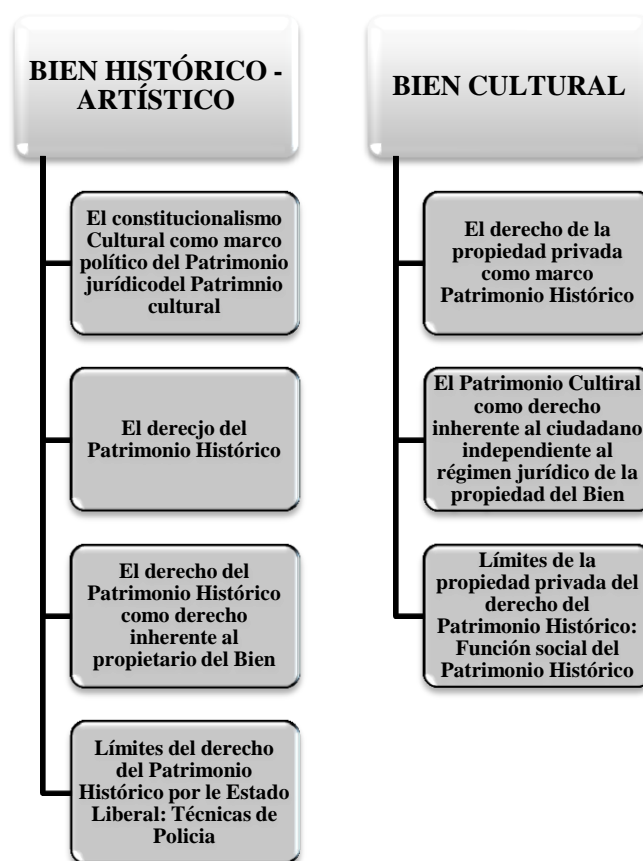 BIEN HISTÓRICO -
ARTÍSTICO
El constitucionalismo
Cultural como marco
político del Patrimonio
jurídicodel Patrimnio
cultural
El derecjo del
Patrimonio Histórico
El derecho del
Patrimonio Histórico
como derecho
inherente al
propietario del Bien
Límites del derecho
del Patrimonio
Histórico por le Estado
Liberal: Técnicas de
Policia
BIEN CULTURAL
El derecho de la
propiedad privada
como marco
Patrimonio Histórico
El Patrimonio Cultiral
como derecho
inherente al ciudadano
independiente al
régimen jurídico de la
propiedad del Bien
Límites de la
propiedad privada del
derecho del
Patrimonio Histórico:
Función social del
Patrimonio Histórico